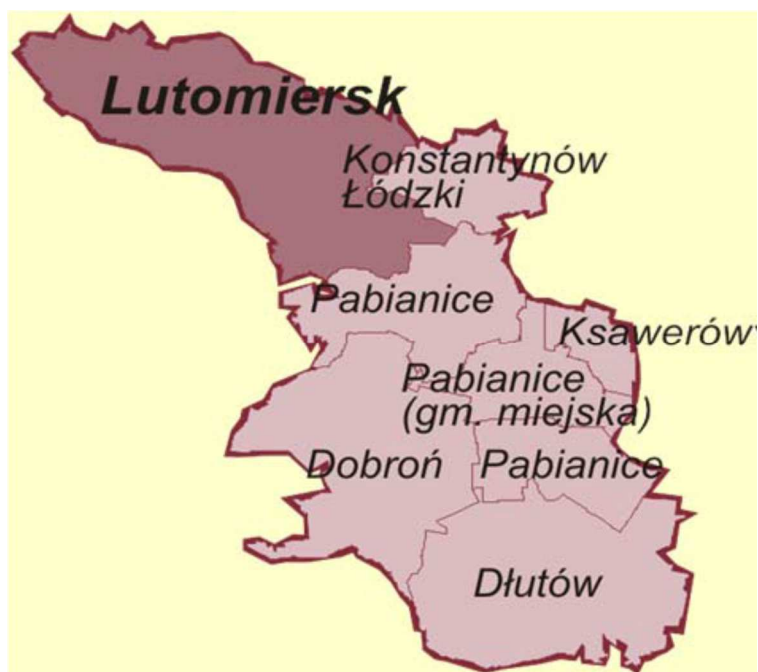 Lutomiersk
Konstantynów
Łódzki
Pabianice
Ksawerów
Pabianice
(gm. miejska)
Dobroń
Pabianice
Dłutów